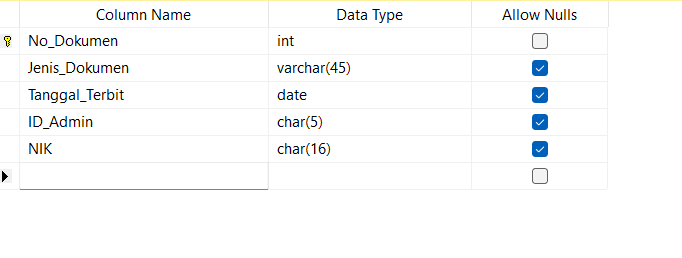 Column Name Data Type Allow Nulls
No_Dokumen int
Jenis_Dokumen varchar(45)
Tanggal_Terbit date
ID_Admin char(5)
NIK char(16)